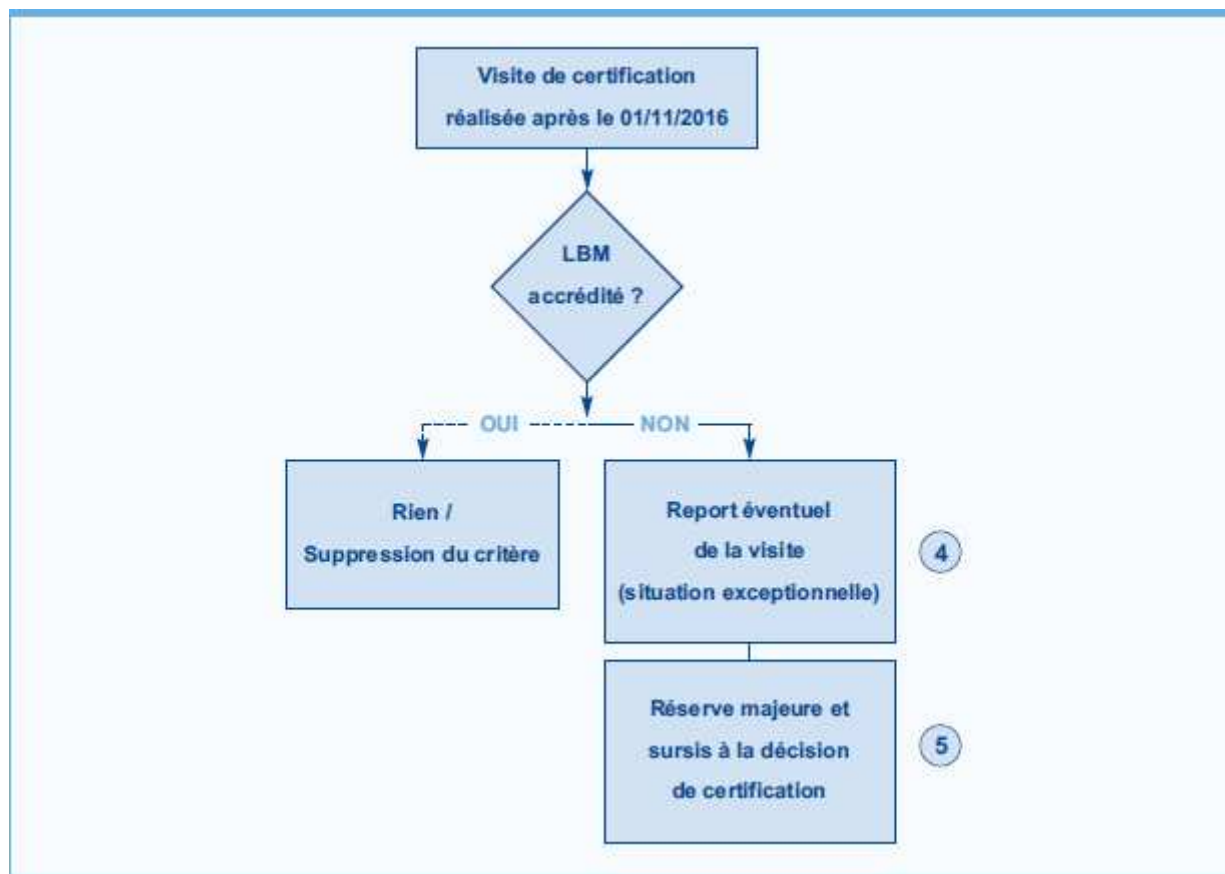 Visite de certification
réalisée après le 01/11/2016
LBM
accrédité ?
OUI
NON
Rien /
Suppression du critère
Report éventuel
de la visite
(situation exceptionnelle)
4
Réserve majeure et
sursis à la décision
de certification
5